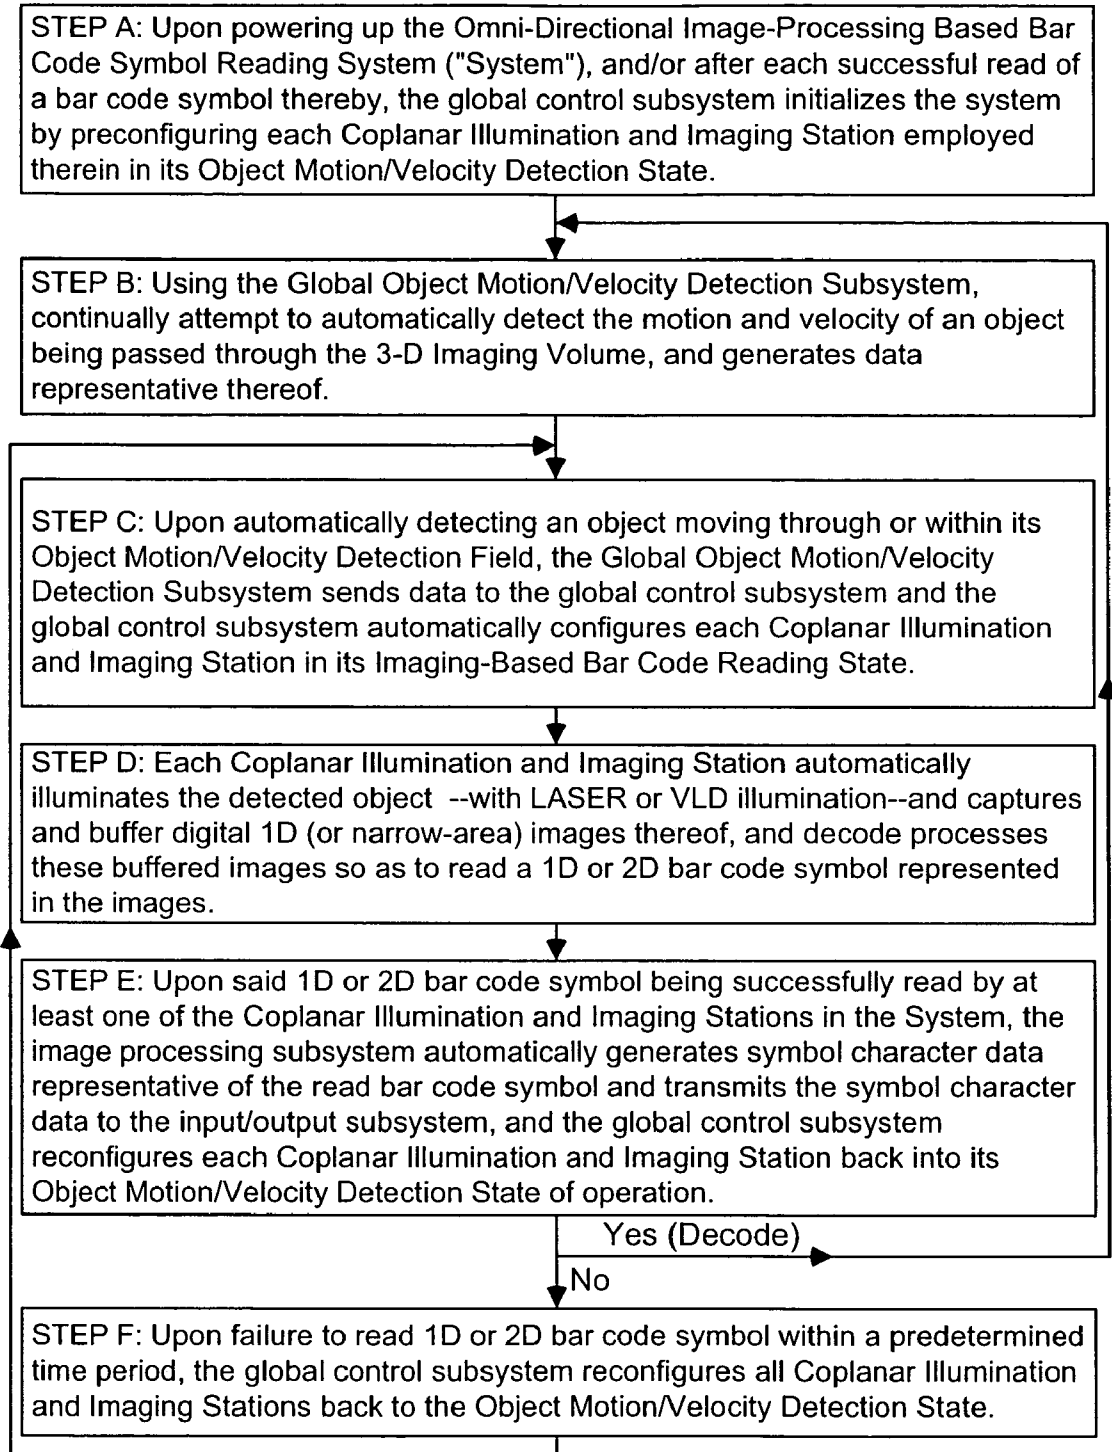 STEP A: Upon powering up the Omni-Directional Image-Processing Based Bar
Code Symbol Reading System ("System"), and/or after each successful read of
a bar code symbol thereby, the global control subsystem initializes the system
by preconfiguring each Coplanar Illumination and Imaging Station employed
therein in its Object Motion/Velocity Detection State.
STEP B: Using the Global Object Motion/Velocity Detection Subsystem,
continually attempt to automatically detect the motion and velocity of an object
being passed through the 3-D Imaging Volume, and generates data
representative thereof.
STEP C: Upon automatically detecting an object moving through or within its
Object Motion/Velocity Detection Field, the Global Object Motion/Velocity
Detection Subsystem sends data to the global control subsystem and the
global control subsystem automatically configures each Coplanar Illumination
and Imaging Station in its Imaging-Based Bar Code Reading State.
STEP D: Each Coplanar Illumination and Imaging Station automatically
illuminates the detected object --with LASER or VLD illumination--and captures
and buffer digital 1D (or narrow-area) images thereof, and decode processes
these buffered images so as to read a 1D or 2D bar code symbol represented
in the images.
STEP E: Upon said 1D or 2D bar code symbol being successfully read by at
least one of the Coplanar Illumination and Imaging Stations in the System, the
image processing subsystem automatically generates symbol character data
representative of the read bar code symbol and transmits the symbol character
data to the input/output subsystem, and the global control subsystem
reconfigures each Coplanar Illumination and Imaging Station back into its
Object Motion/Velocity Detection State of operation.
Yes (Decode)
No
STEP F: Upon failure to read 1D or 2D bar code symbol within a predetermined
time period, the global control subsystem reconfigures all Coplanar Illumination
and Imaging Stations back to the Object Motion/Velocity Detection State.